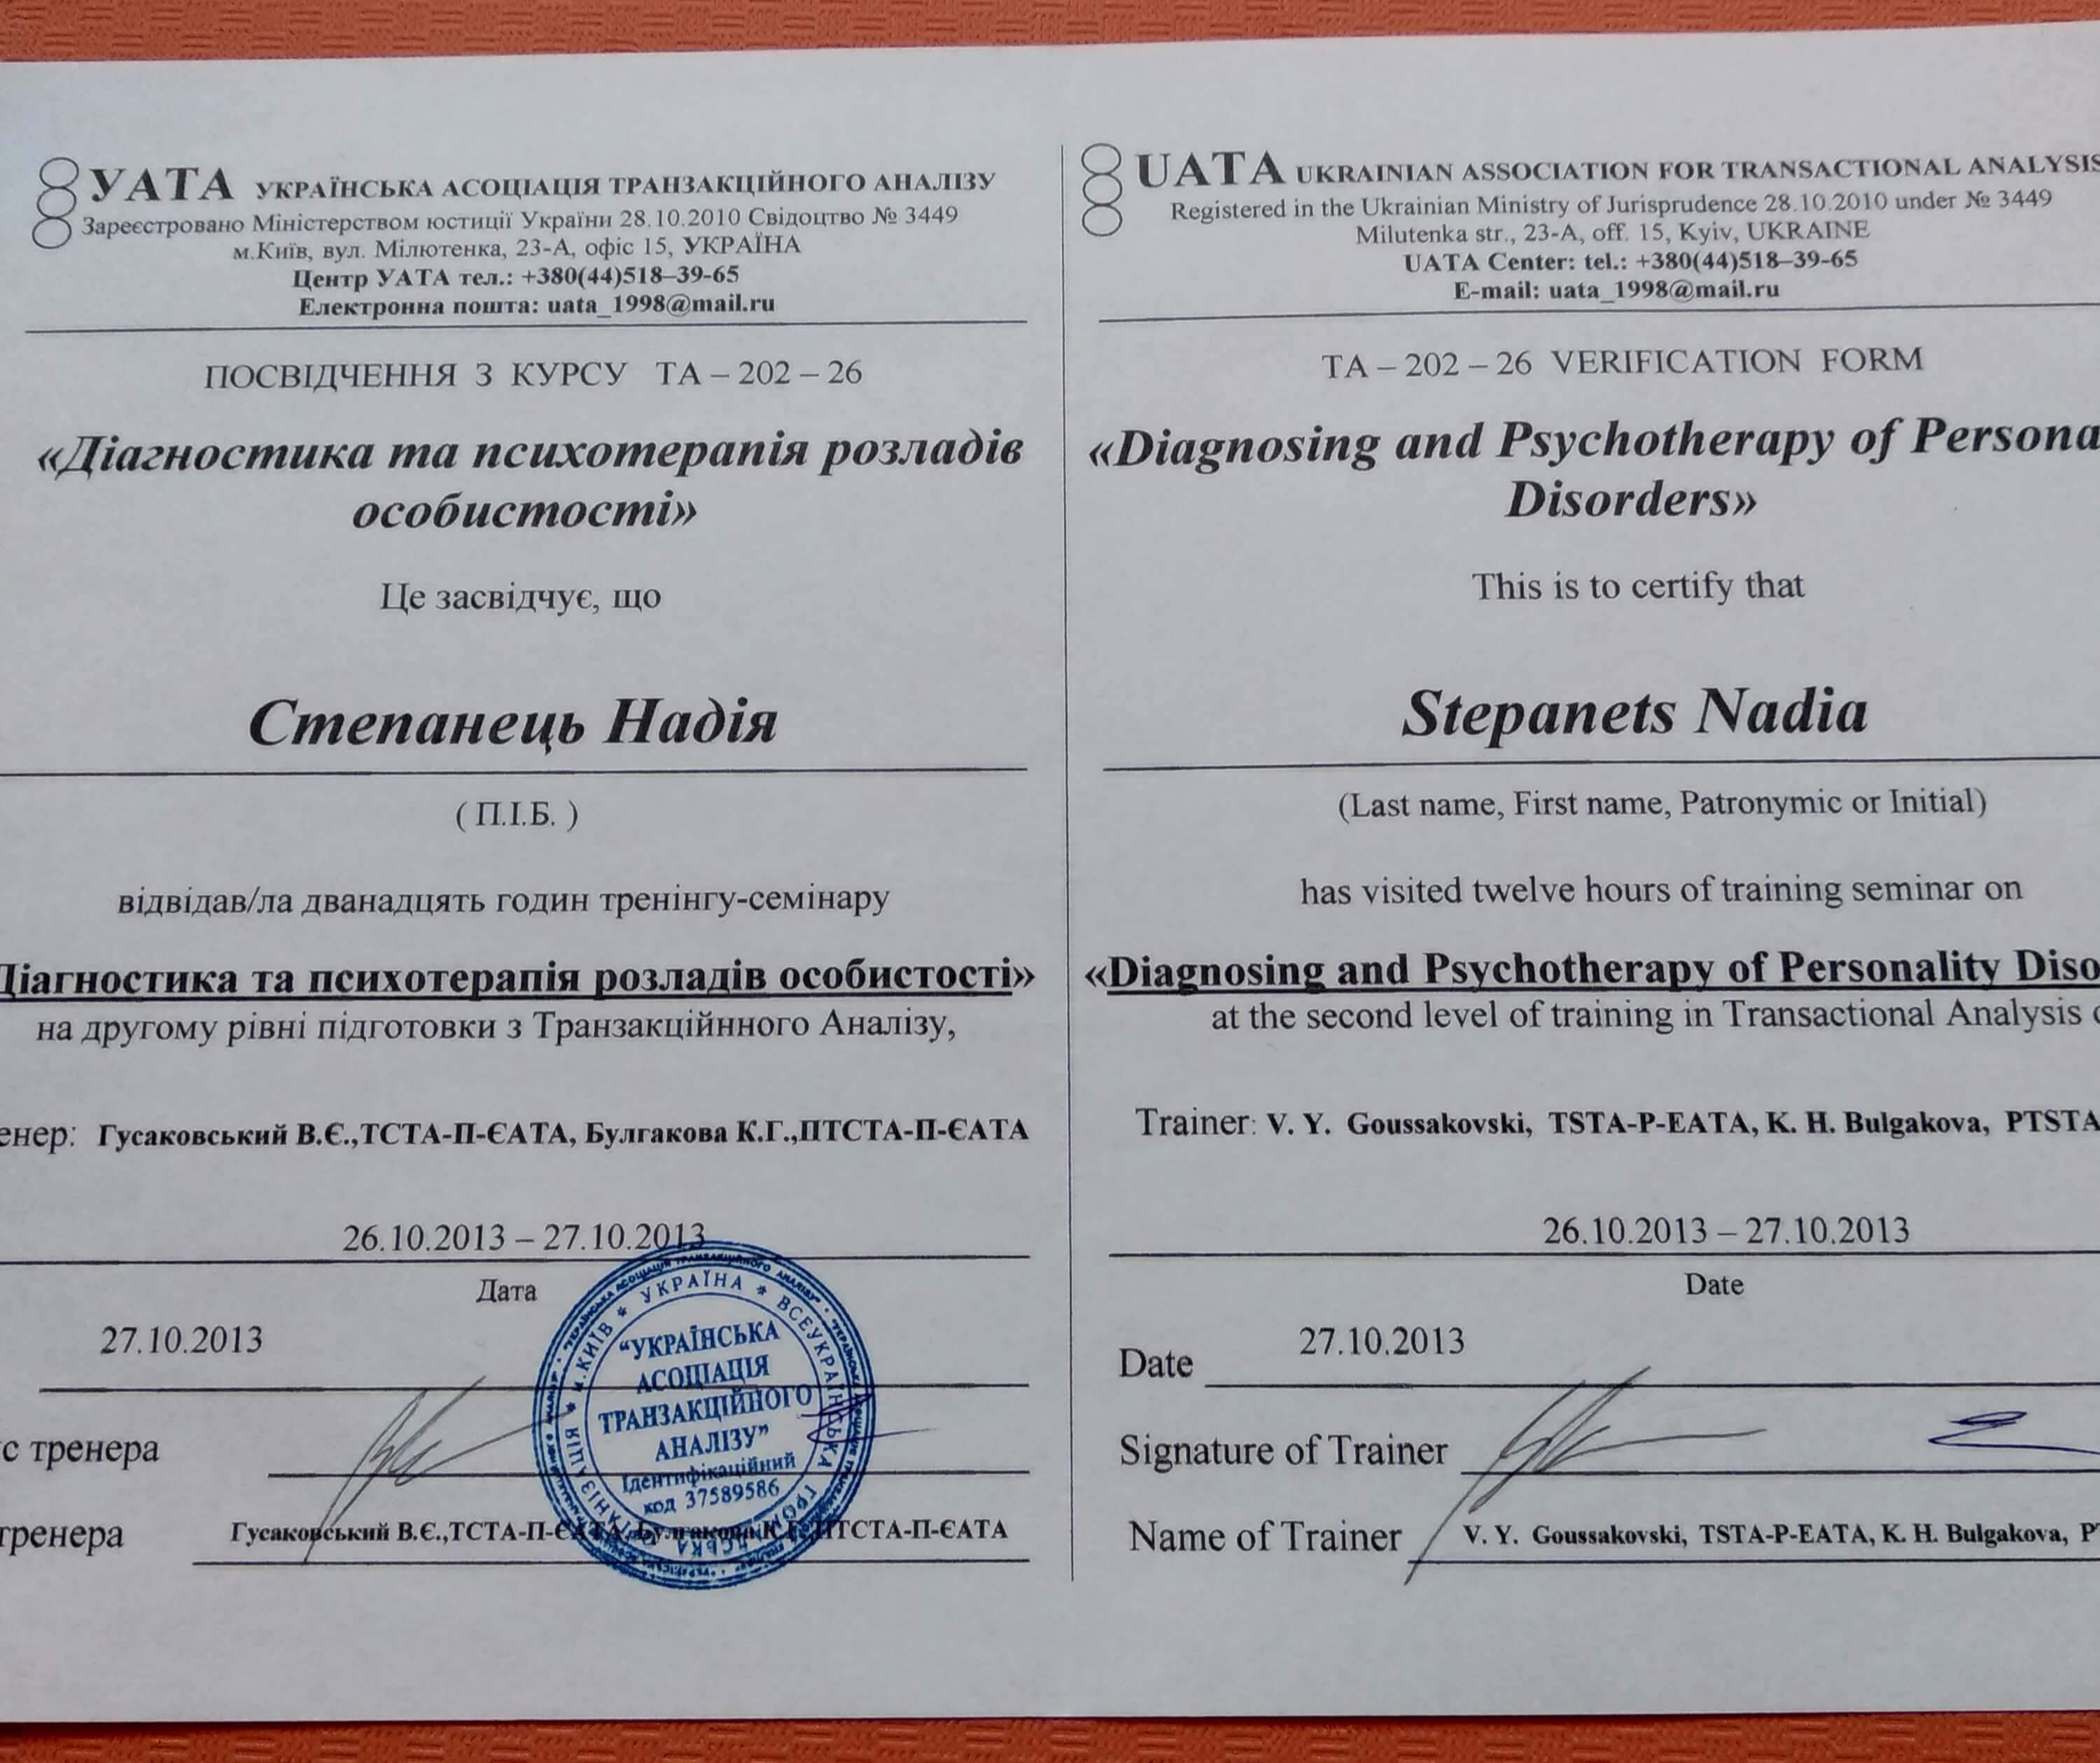 УАТА УКРАЇНСЬКА АСОЦІАЦІЯ ТРАНЗАКЦІЙНОГО АНАЛІЗУ
Зареєстровано Міністерством юстиції України 28.10.2010 Свідоцтво № 3449
м.Київ, вул. Мілютенка, 23-А, офіс 15, УКРАЇНА
Центр УАТА тел.: +380(44)518–39-65
Електронна пошта: uata_1998@mail.ru
ПОСВІДЧЕННЯ З КУРСУ ТА – 202 – 26
«Діагностика та психотерапія розладів
особистості»
Це засвідчує, що
Степанець Надія
( П.І.Б. )
відвідав/ла дванадцять годин тренінгу-семінару
Діагностика та психотерапія розладів особистості»
на другому рівні підготовки з Транзакційнного Аналізу,
енер: Гусаковський В.Є.,ТСТА-П-ЄАТА, Булгакова К.Г.,ПТСТА-П-ЄАТА
26.10.2013 – 27.10.2013
Дата
27.10.2013
с тренера
тренера Гусаковський В.Є.,ТСТА-П-ЄАТА, Булгакова К.Г.,ПТСТА-П-ЄАТА
м.КИЇВ * УКРАЇНА * ВСЕУКРАЇНСЬКА ГРОМАДСЬКА ОРГАНІЗАЦІЯ *
“УКРАЇНСЬКА
АСОЦІАЦІЯ
ТРАНЗАКЦІЙНОГО
АНАЛІЗУ”
Ідентифікаційний
код 37589586
UATA UKRAINIAN ASSOCIATION FOR TRANSACTIONAL ANALYSIS
Registered in the Ukrainian Ministry of Jurisprudence 28.10.2010 under № 3449
Milutenka str., 23-A, off. 15, Kyiv, UKRAINE
UATA Center: tel.: +380(44)518–39-65
E-mail: uata_1998@mail.ru
TA – 202 – 26 VERIFICATION FORM
«Diagnosing and Psychotherapy of Persona
Disorders»
This is to certify that
Stepanets Nadia
(Last name, First name, Patronymic or Initial)
has visited twelve hours of training seminar on
«Diagnosing and Psychotherapy of Personality Diso
at the second level of training in Transactional Analysis
Trainer: V. Y. Goussakovski, TSTA-P-EATA, K. H. Bulgakova, PTSTA
26.10.2013 – 27.10.2013
Date
Date 27.10.2013
Signature of Trainer
Name of Trainer V. Y. Goussakovski, TSTA-P-EATA, K. H. Bulgakova, P